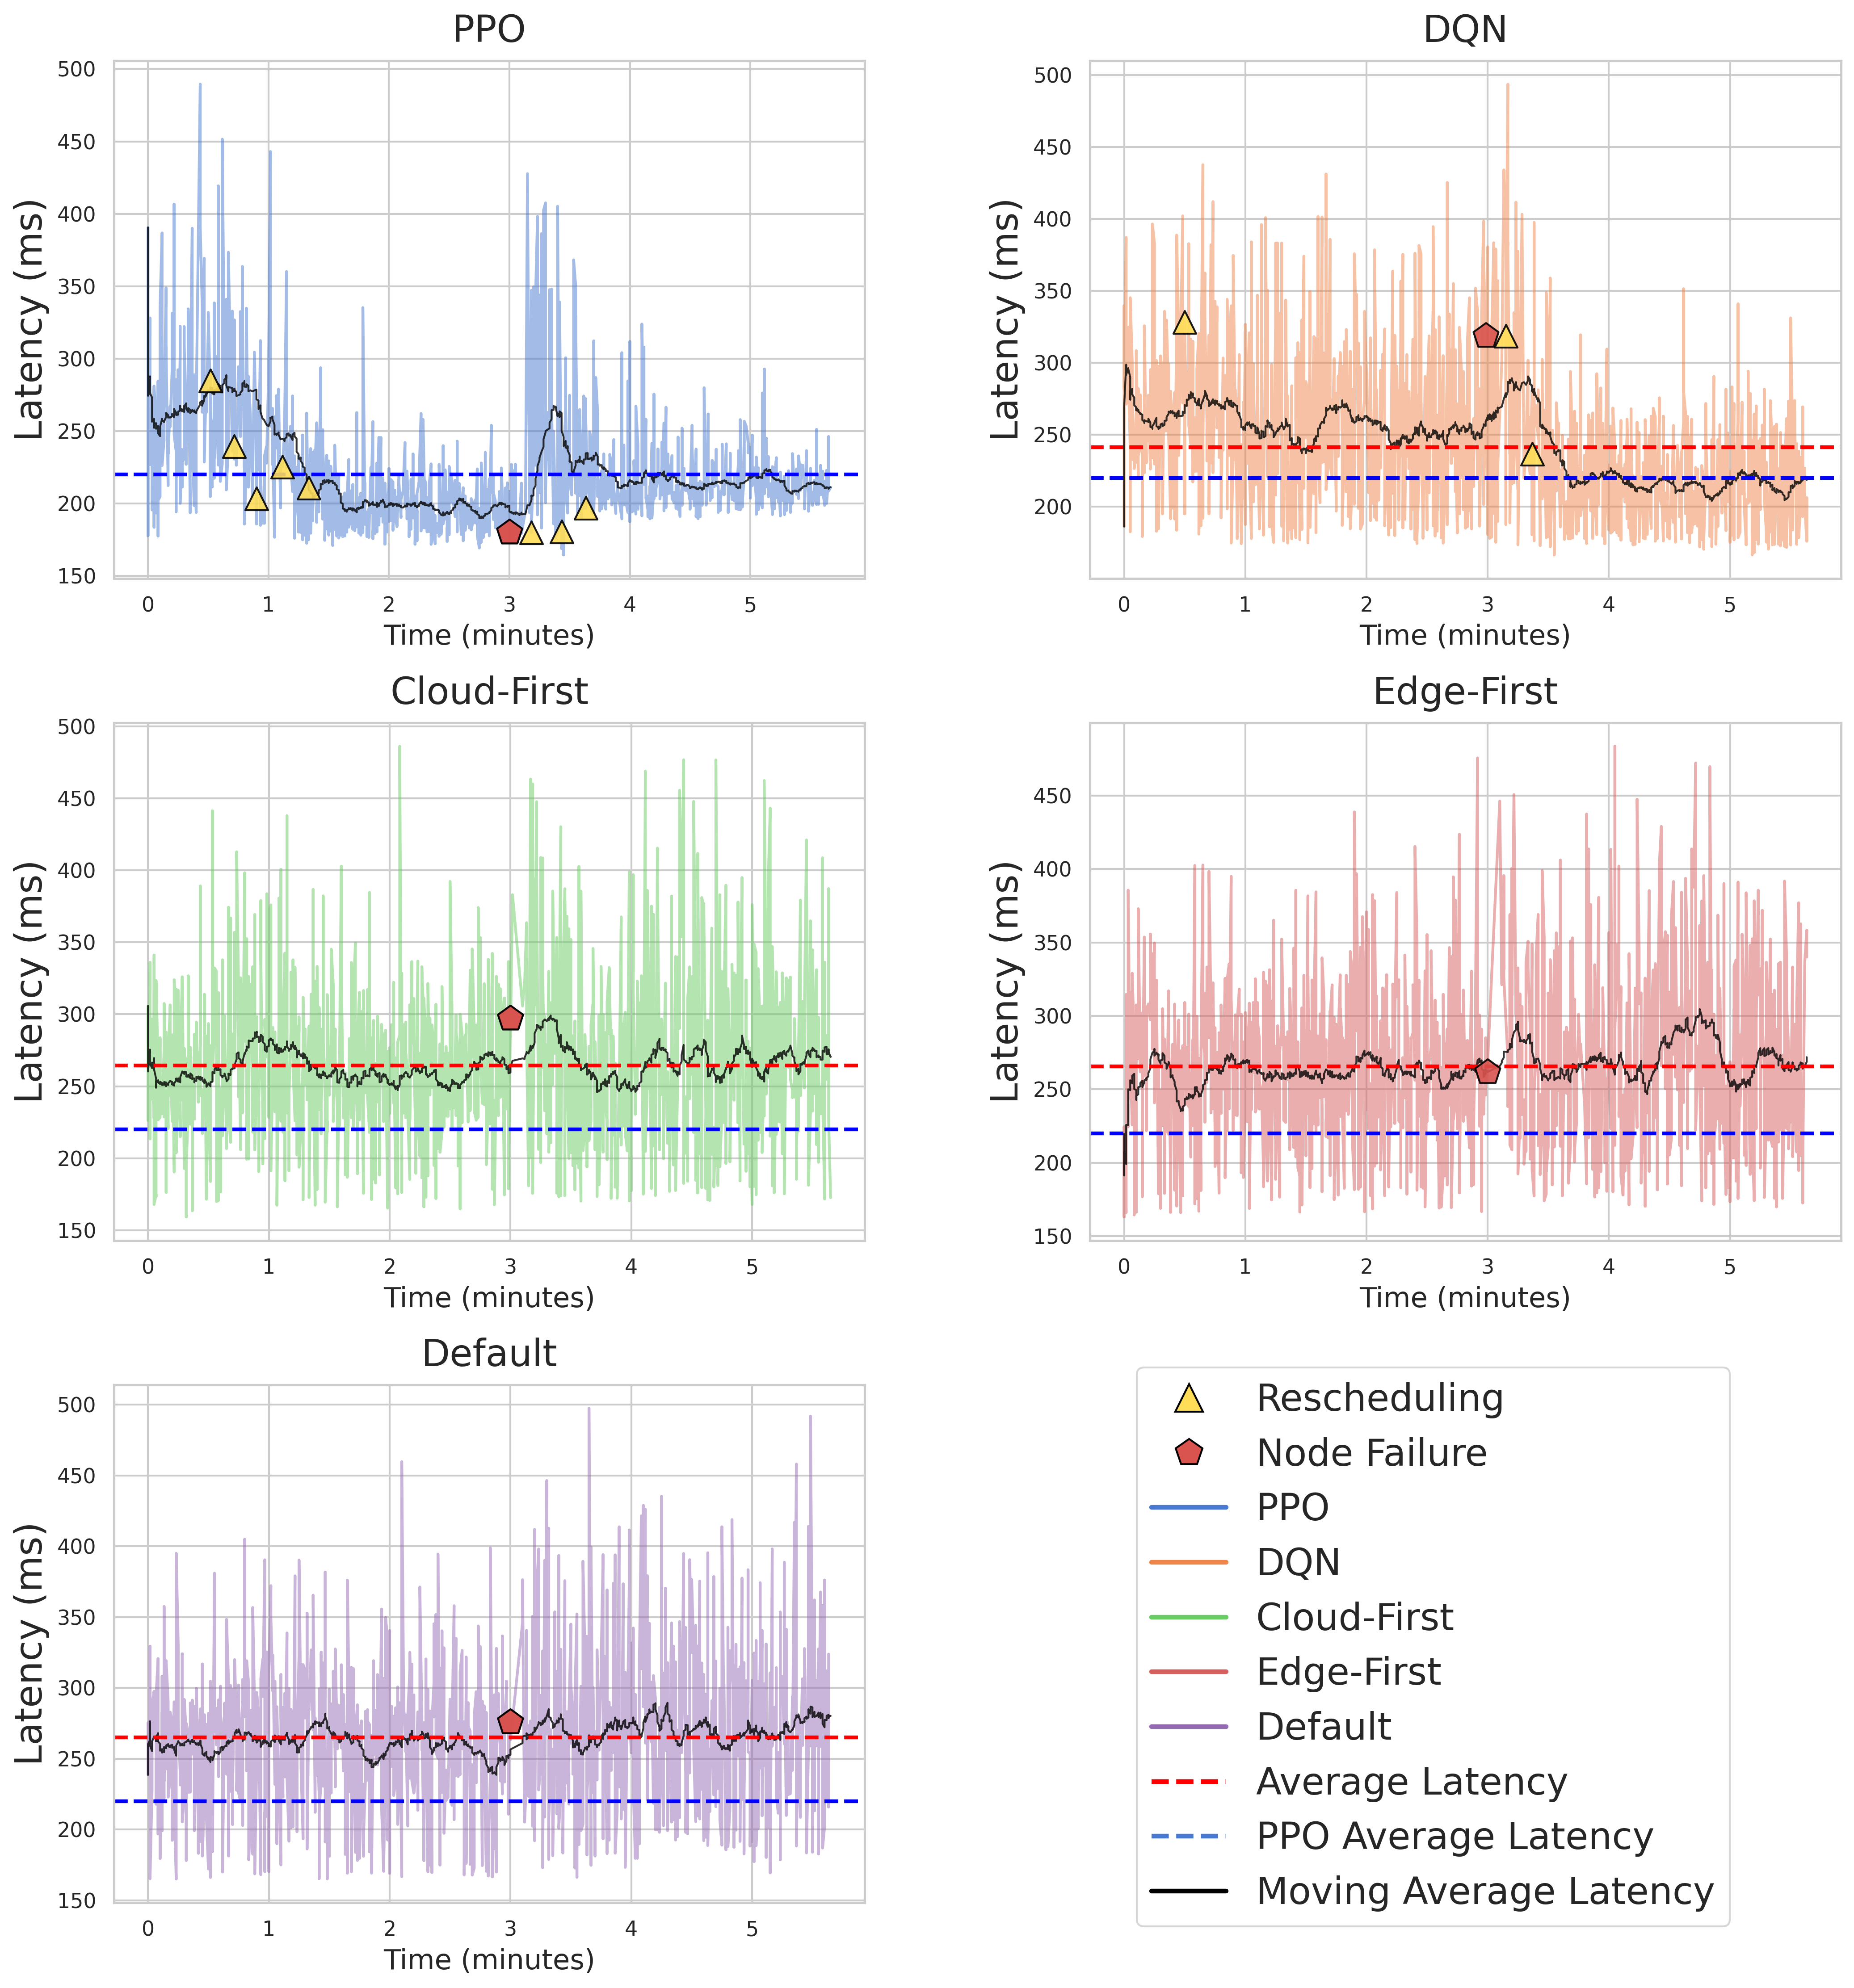 PPO
500
450
400
350
300
250
200
150
Latency (ms)
0 1 2 3 4 5
Time (minutes)
DQN
500
450
400
350
300
250
200
Latency (ms)
0 1 2 3 4 5
Time (minutes)
Cloud-First
500
450
400
350
300
250
200
150
Latency (ms)
0 1 2 3 4 5
Time (minutes)
Edge-First
450
400
350
300
250
200
150
Latency (ms)
0 1 2 3 4 5
Time (minutes)
Default
500
450
400
350
300
250
200
150
Latency (ms)
0 1 2 3 4 5
Time (minutes)
Rescheduling
Node Failure
PPO
DQN
Cloud-First
Edge-First
Default
Average Latency
PPO Average Latency
Moving Average Latency